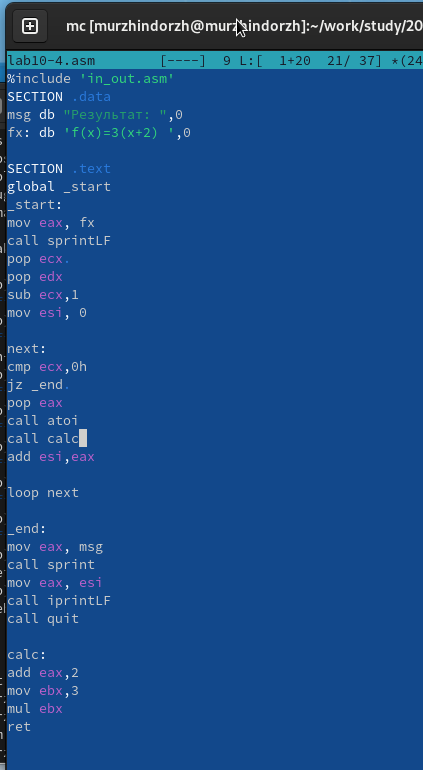 mc [murzhindorzh@murzhindorzh]:~/work/study/20
lab10-4.asm [----] 9 L:[ 1+20 21/ 37] *(24
%include 'in_out.asm'
SECTION .data
msg db "Результат: ",0
fx: db 'f(x)=3(x+2) ',0
SECTION .text
global _start
_start:
mov eax, fx
call sprintLF
pop ecx
pop edx
sub ecx,1
mov esi, 0
next:
cmp ecx,0h
jz _end
pop eax
call atoi
call calc
add esi,eax
loop next
_end:
mov eax, msg
call sprint
mov eax, esi
call iprintLF
call quit
calc:
add eax,2
mov ebx,3
mul ebx
ret